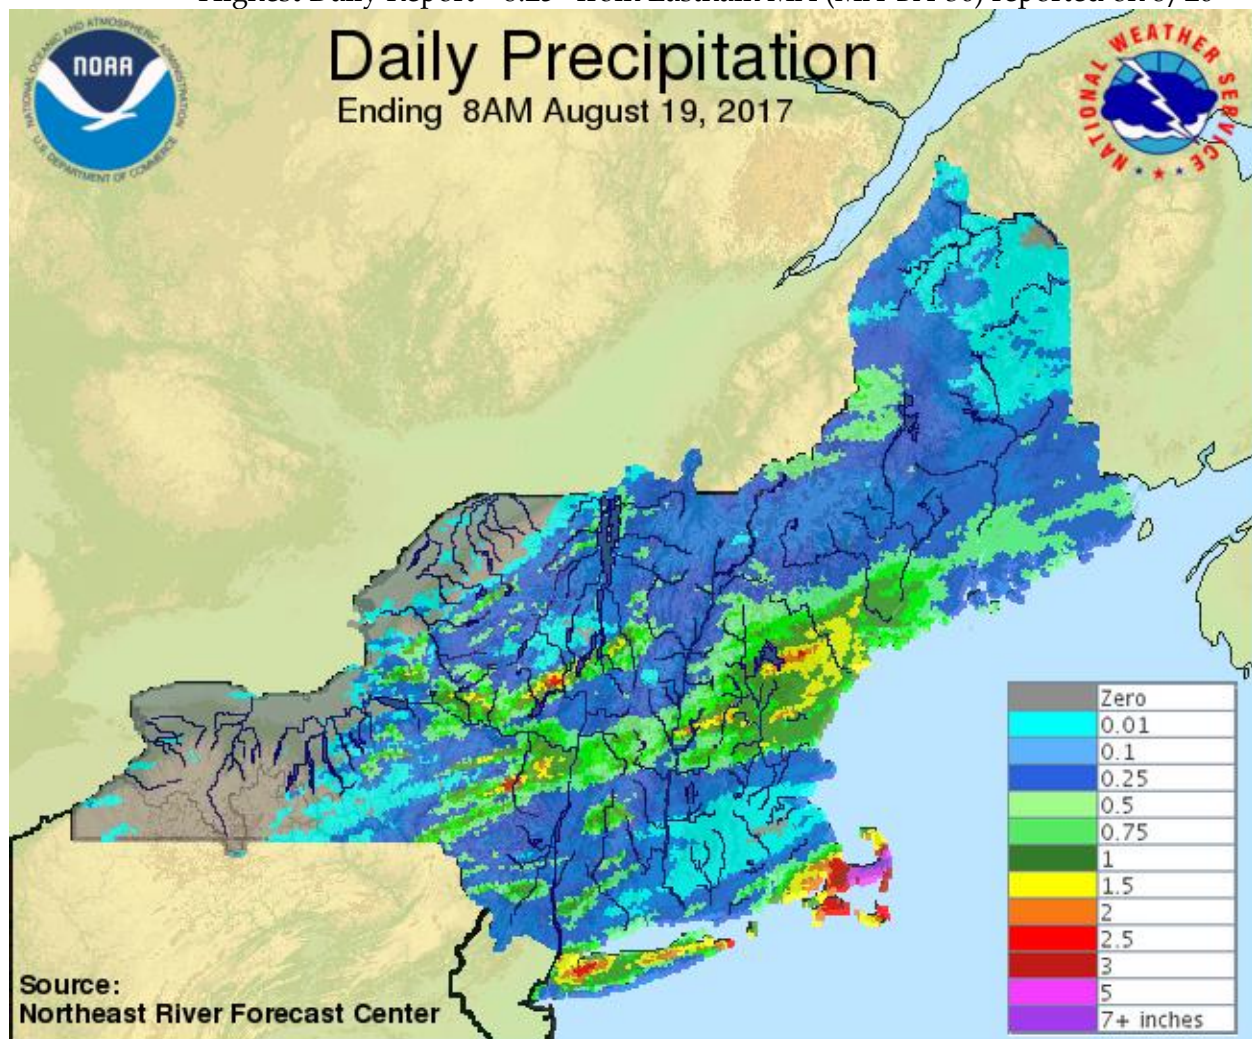 Daily Precipitation
Ending 8AM August 19, 2017
NATIONAL OCEANIC AND ATMOSPHERIC ADMINISTRATION
NOAA
U.S. DEPARTMENT OF COMMERCE
NATIONAL WEATHER SERVICE
Zero
0.01
0.1
0.25
0.5
0.75
1
1.5
2
2.5
3
5
7+ inches
Source:
Northeast River Forecast Center